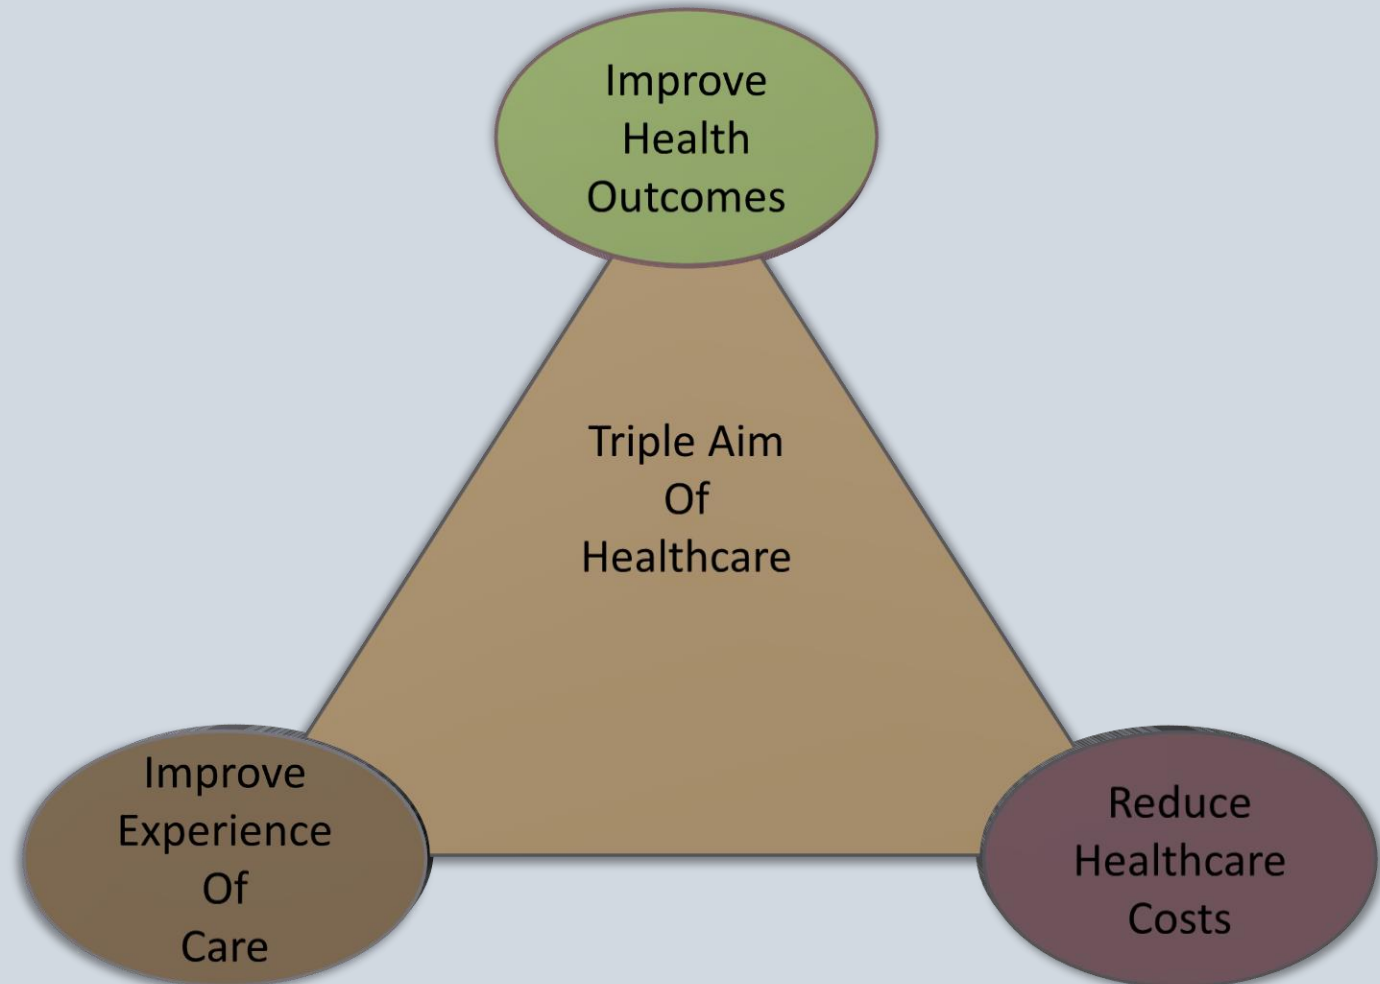 Improve
Health
Outcomes
Triple Aim
Of
Healthcare
Improve
Experience
Of
Care
Reduce
Healthcare
Costs